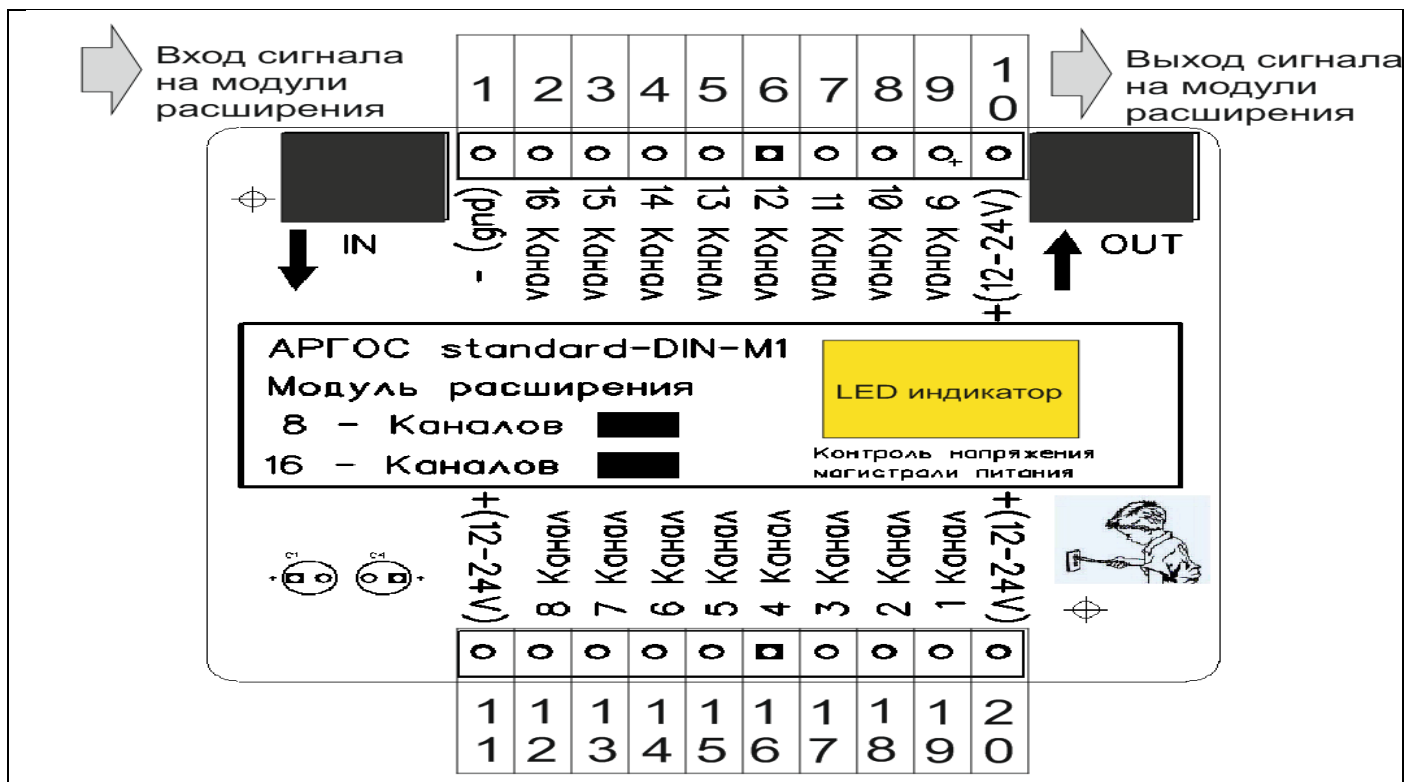 Вход сигнала
на модули
расширения
1 2 3 4 5 6 7 8 9 10
Выход сигнала
на модули
расширения
IN
- (gnd)
16 Канал
15 Канал
14 Канал
13 Канал
12 Канал
11 Канал
10 Канал
9 Канал
+(12-24V)
OUT
АРГОС standard-DIN-M1
Модуль расширения
8 - Каналов
16 - Каналов
LED индикатор
Контроль напряжения
магистрали питания
+(12-24V)
8 Канал
7 Канал
6 Канал
5 Канал
4 Канал
3 Канал
2 Канал
1 Канал
+(12-24V)
11 12 13 14 15 16 17 18 19 20